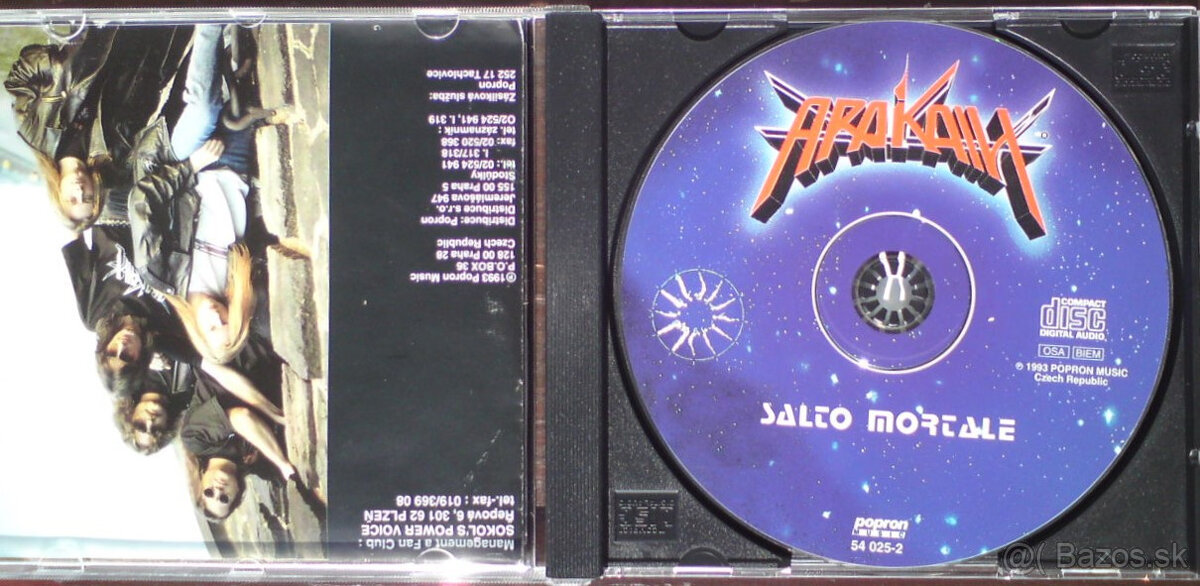 Management a Fan Club :
SOKOL'S POWER VOICE
Řepová 6, 301 62 PLZEŇ
tel.-fax : 019/369 08
℗1993 Popron Music
P.O.BOX 36
128 00 Praha 28
Czech Republic
Distribuce: Popron
Distribuce s.r.o.
Jeremiášova 947
155 00 Praha 5
Stodůlky
tel.: 02/524 941
l. 317/318
fax: 02/520 368
tel. záznamník :
02/524 941, l. 319
Zásilková služba:
Popron
252 17 Tachlovice
ARAKAIN
COMPACT
disc
DIGITAL AUDIO
OSA BIEM
℗ 1993 POPRON MUSIC
Czech Republic
SALTO MORTALE
popron
MUSIC
54 025-2
@( Bazos.sk